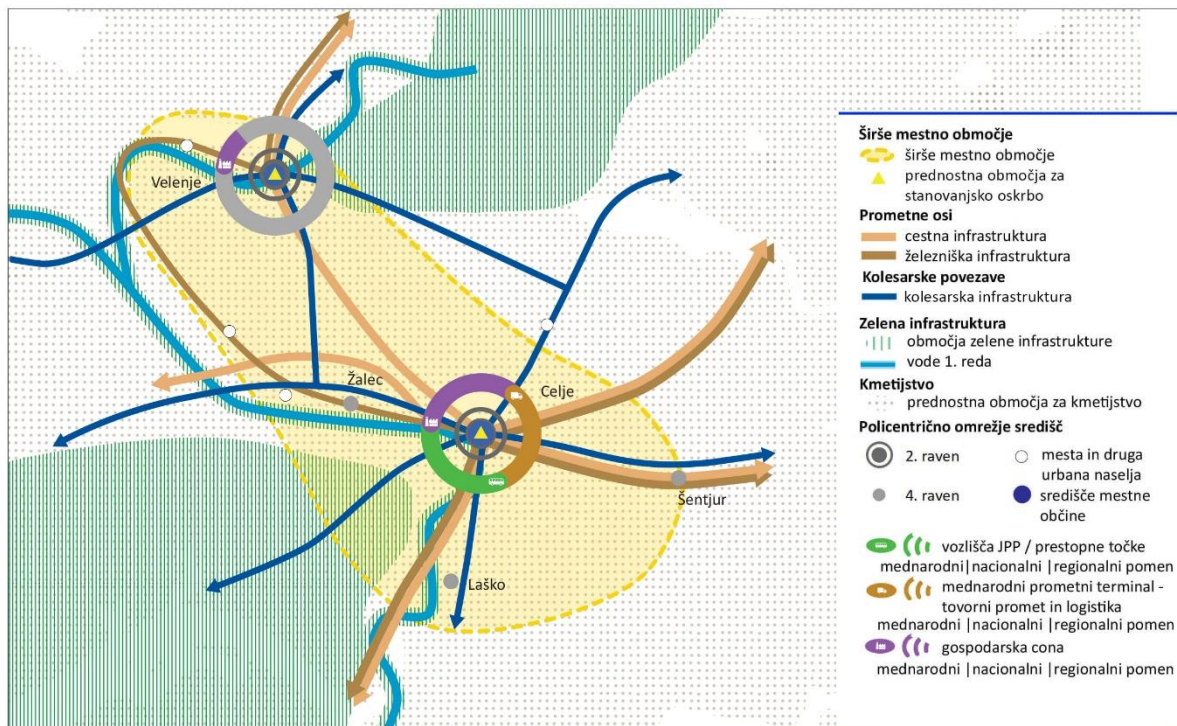 Velenje
Žalec
Celje
Šentjur
Laško
Širše mestno območje
širše mestno območje
prednostna območja za
stanovanjsko oskrbo
Prometne osi
cestna infrastruktura
železniška infrastruktura
Kolesarske povezave
kolesarska infrastruktura
Zelena infrastruktura
območja zelene infrastrukture
vode 1. reda
Kmetijstvo
prednostna območja za kmetijstvo
Policentrično omrežje središč
2. raven
mesta in druga
urbana naselja
4. raven
središče mestne
občine
vozlišča JPP / prestopne točke
mednarodni|nacionalni |regionalni pomen
mednarodni prometni terminal -
tovorni promet in logistika
mednarodni |nacionalni |regionalni pomen
gospodarska cona
mednarodni |nacionalni |regionalni pomen